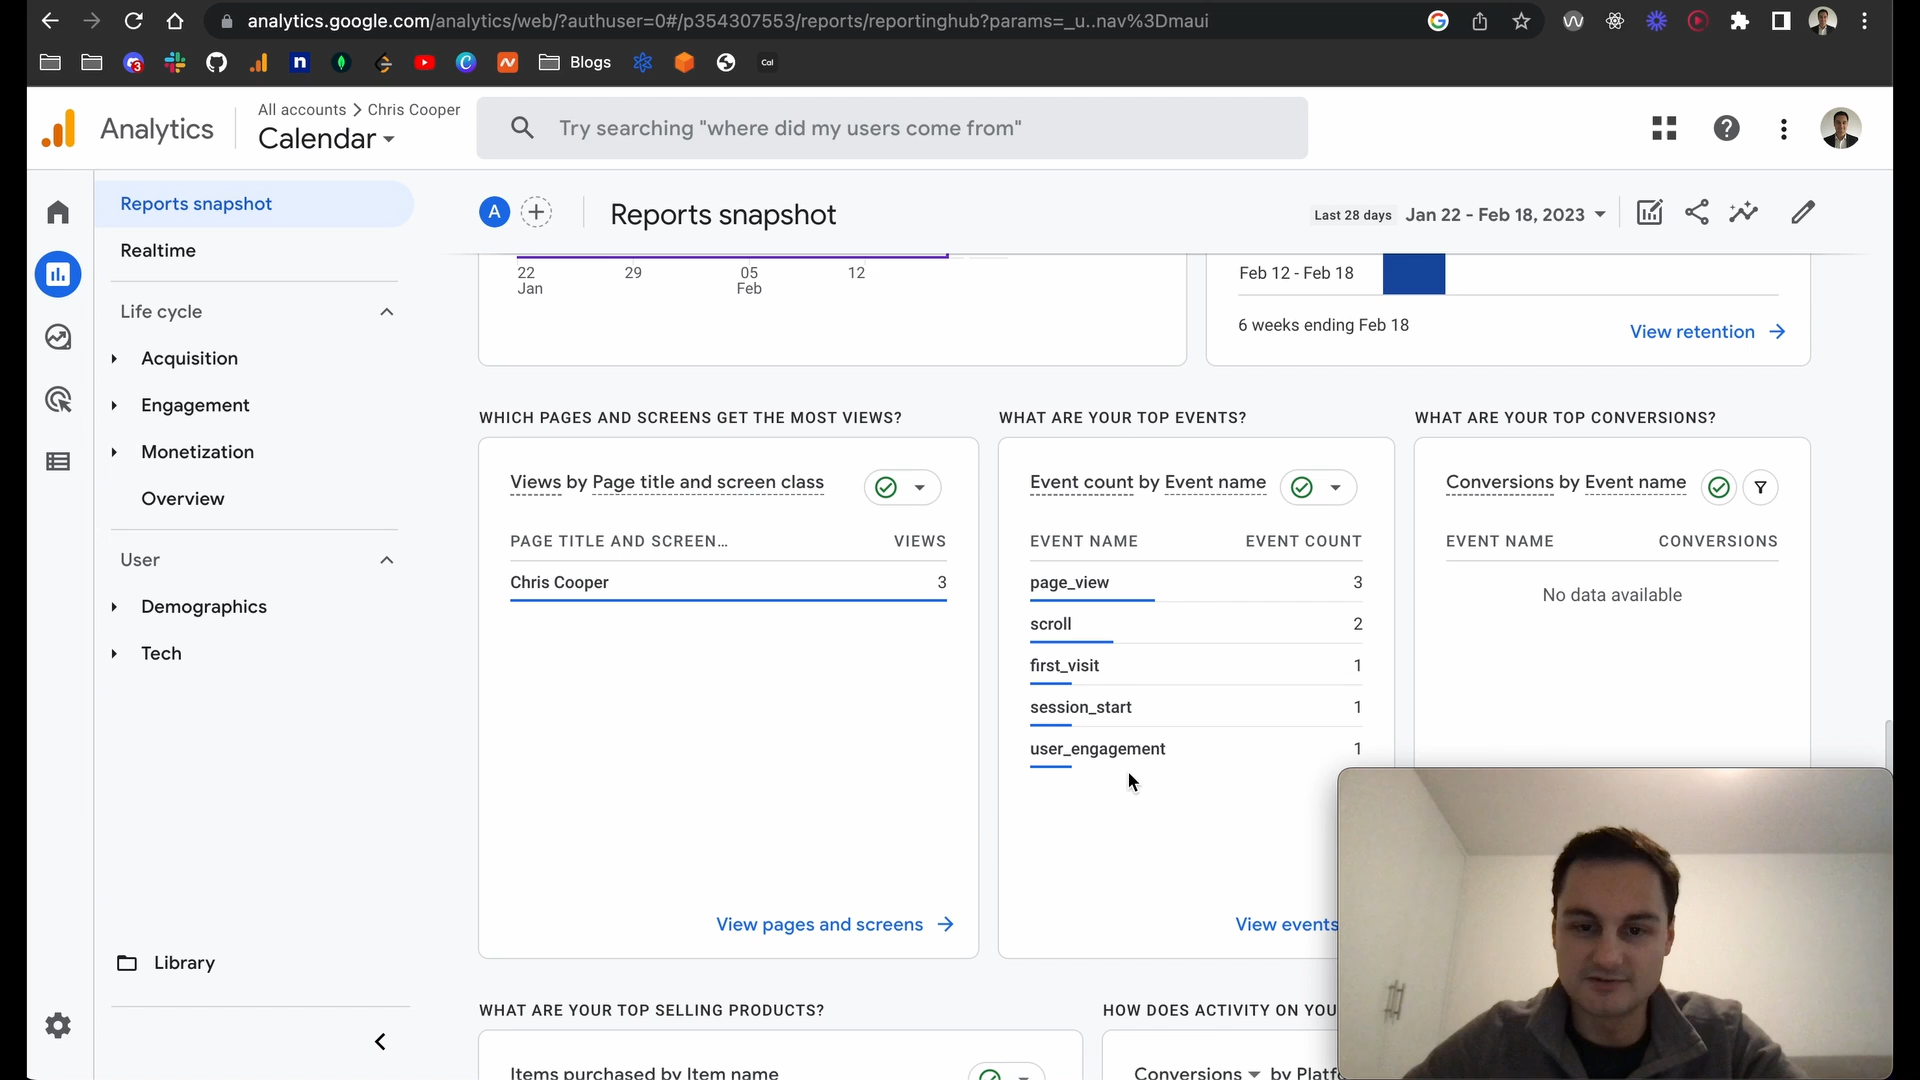 analytics.google.com/analytics/web/?authuser=0#/p354307553/reports/reportinghub?params=_u..nav%3Dmaui
3
Blogs
Cal
Analytics
All accounts > Chris Cooper
Calendar
Try searching "where did my users come from"
Reports snapshot
Realtime
Life cycle
Acquisition
Engagement
Monetization
Overview
User
Demographics
Tech
Library
A
Reports snapshot
Last 28 days Jan 22 - Feb 18, 2023
22 29 05 12
Jan Feb
Feb 12 - Feb 18
6 weeks ending Feb 18
View retention
WHICH PAGES AND SCREENS GET THE MOST VIEWS?
Views by Page title and screen class
PAGE TITLE AND SCREEN… VIEWS
Chris Cooper 3
View pages and screens
WHAT ARE YOUR TOP EVENTS?
Event count by Event name
EVENT NAME EVENT COUNT
page_view 3
scroll 2
first_visit 1
session_start 1
user_engagement 1
View events
WHAT ARE YOUR TOP CONVERSIONS?
Conversions by Event name
EVENT NAME CONVERSIONS
No data available
WHAT ARE YOUR TOP SELLING PRODUCTS?
Items purchased by Item name
HOW DOES ACTIVITY ON YOU
Conversions by Platf